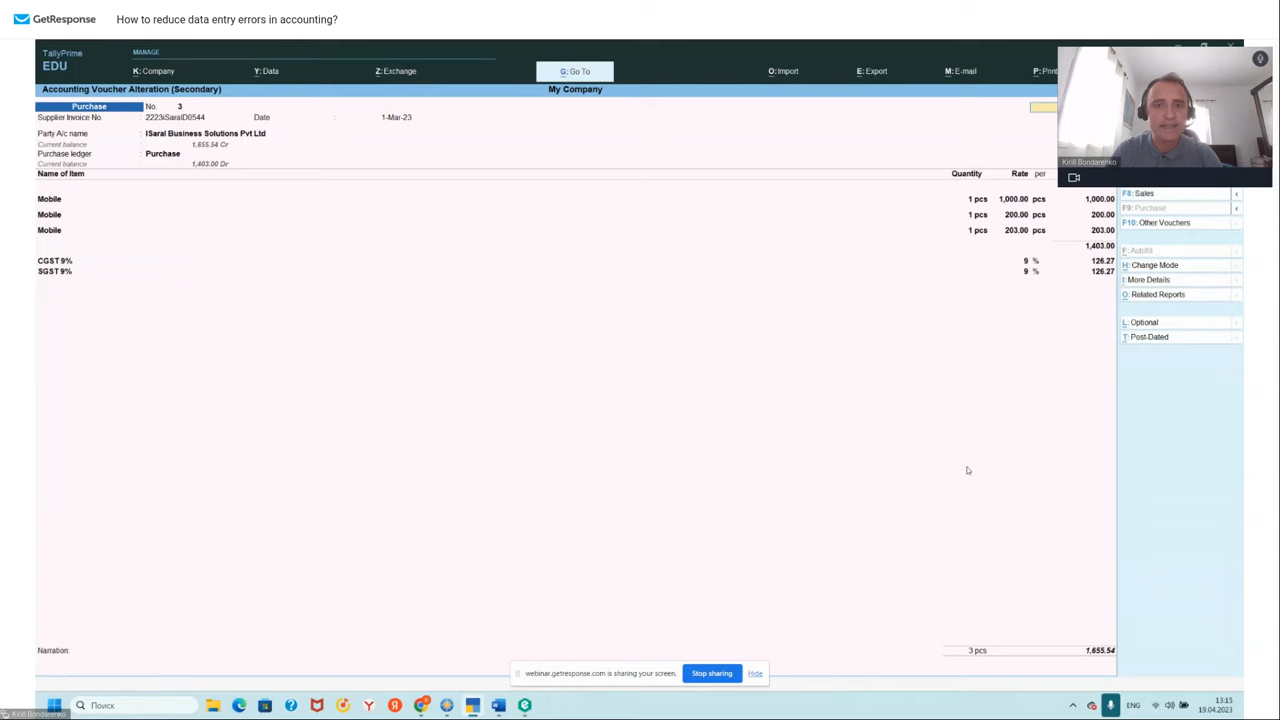 GetResponse How to reduce data entry errors in accounting?
TallyPrime
EDU
MANAGE
K: Company Y: Data Z: Exchange G: Go To O: Import E: Export M: E-mail P: Print
Accounting Voucher Alteration (Secondary) My Company
Purchase No. 3
Supplier Invoice No. : 2223iSaralD0544 Date : 1-Mar-23
Party A/c name : ISaral Business Solutions Pvt Ltd
Current balance : 1,655.54 Cr
Purchase ledger : Purchase
Current balance : 1,403.00 Dr
Name of Item Quantity Rate per
Mobile 1 pcs 1,000.00 pcs 1,000.00
Mobile 1 pcs 200.00 pcs 200.00
Mobile 1 pcs 203.00 pcs 203.00
1,403.00
CGST 9% 9 % 126.27
SGST 9% 9 % 126.27
Narration: 3 pcs 1,655.54
Kirill Bondarenko
F8: Sales
F9: Purchase
F10: Other Vouchers
F: Autofill
H: Change Mode
I: More Details
O: Related Reports
L: Optional
T: Post-Dated
webinar.getresponse.com is sharing your screen. Stop sharing Hide
Поиск
ENG
13:15
19.04.2023
Kirill Bondarenko